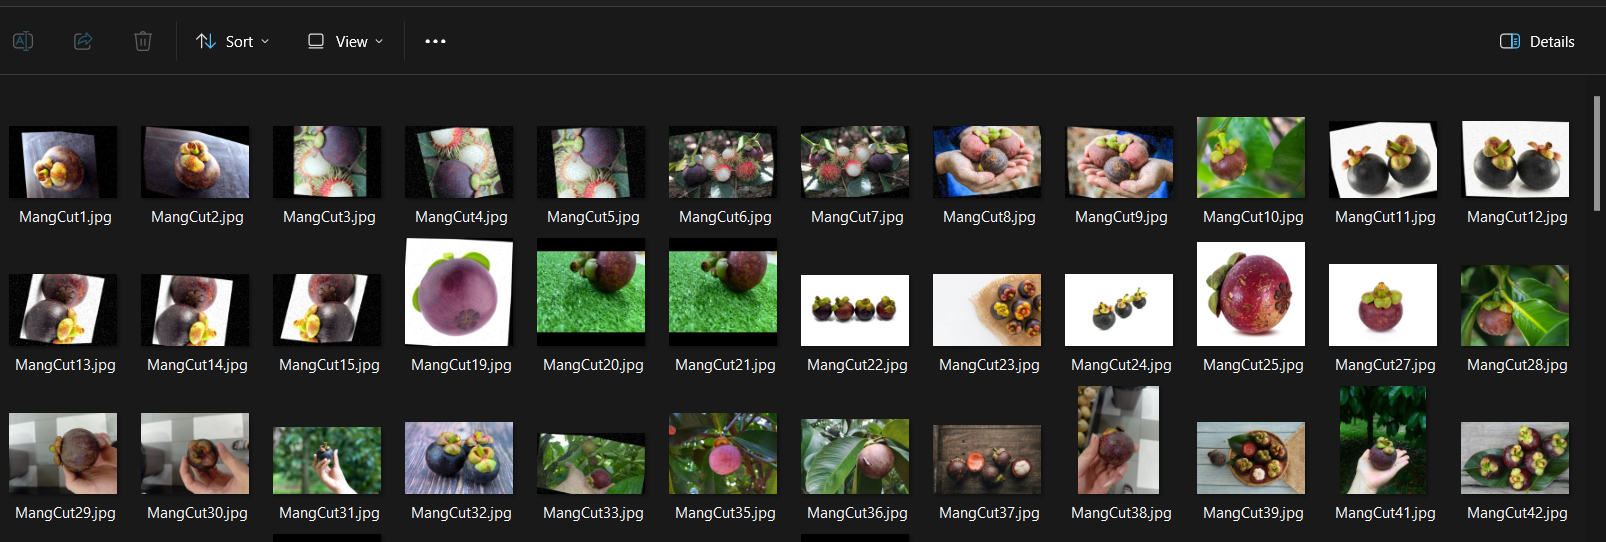 Sort
View
Details
MangCut1.jpg MangCut2.jpg MangCut3.jpg MangCut4.jpg MangCut5.jpg MangCut6.jpg MangCut7.jpg MangCut8.jpg MangCut9.jpg MangCut10.jpg MangCut11.jpg MangCut12.jpg
MangCut13.jpg MangCut14.jpg MangCut15.jpg MangCut19.jpg MangCut20.jpg MangCut21.jpg MangCut22.jpg MangCut23.jpg MangCut24.jpg MangCut25.jpg MangCut27.jpg MangCut28.jpg
MangCut29.jpg MangCut30.jpg MangCut31.jpg MangCut32.jpg MangCut33.jpg MangCut35.jpg MangCut36.jpg MangCut37.jpg MangCut38.jpg MangCut39.jpg MangCut41.jpg MangCut42.jpg